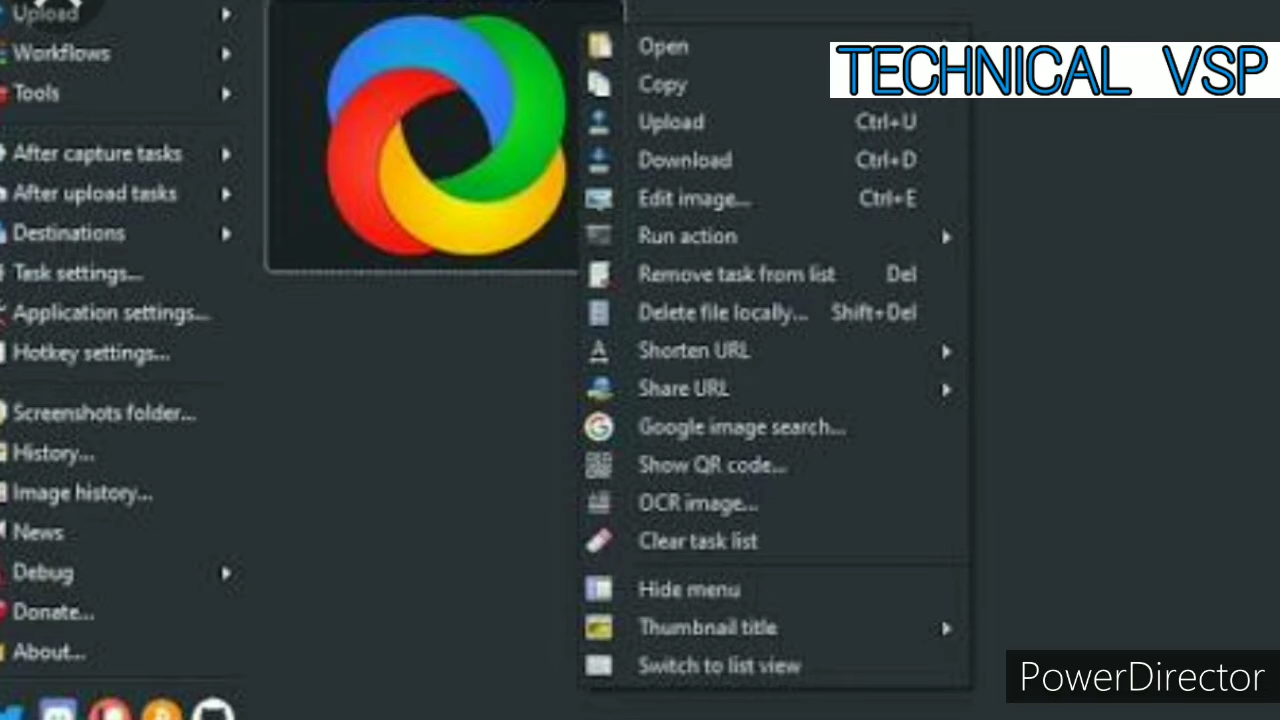 Upload
Workflows
Tools
After capture tasks
After upload tasks
Destinations
Task settings...
Application settings...
Hotkey settings...
Screenshots folder...
History...
Image history...
News
Debug
Donate...
About...
Open
Copy
Upload Ctrl+U
Download Ctrl+D
Edit image... Ctrl+E
Run action
Remove task from list Del
Delete file locally... Shift+Del
Shorten URL
Share URL
Google image search...
Show QR code...
OCR image...
Clear task list
Hide menu
Thumbnail title
Switch to list view
TECHNICAL VSP
PowerDirector